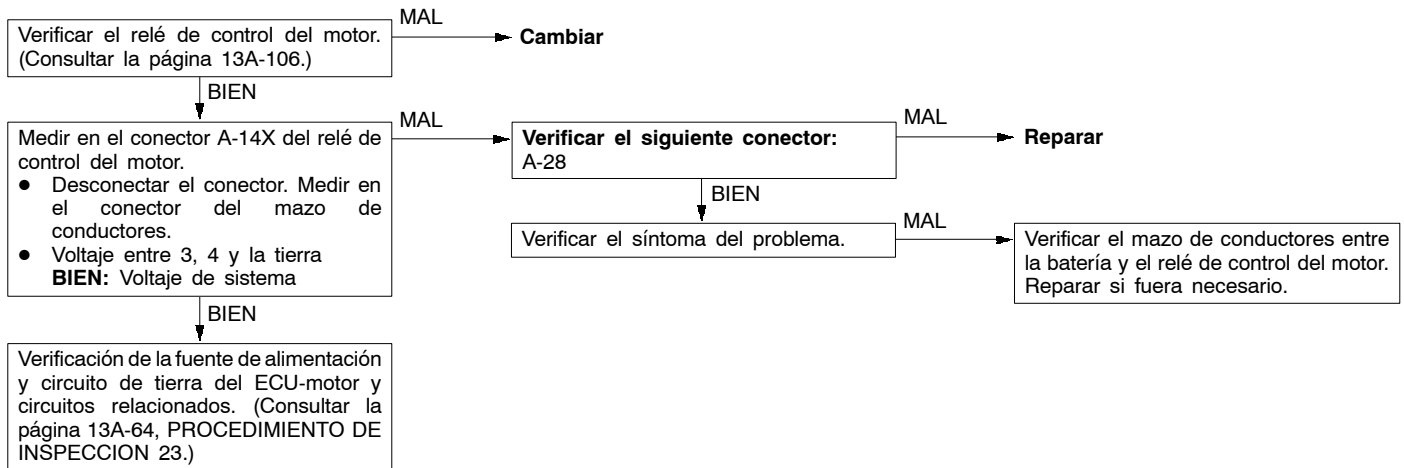 Verificar el relé de control del motor.
(Consultar la página 13A-106.)
MAL
Cambiar
BIEN
Medir en el conector A-14X del relé de
control del motor.
● Desconectar el conector. Medir en
el conector del mazo de
conductores.
● Voltaje entre 3, 4 y la tierra
BIEN: Voltaje de sistema
MAL
Verificar el siguiente conector:
A-28
MAL
Reparar
BIEN
Verificar el síntoma del problema.
MAL
Verificar el mazo de conductores entre
la batería y el relé de control del motor.
Reparar si fuera necesario.
BIEN
Verificación de la fuente de alimentación
y circuito de tierra del ECU-motor y
circuitos relacionados. (Consultar la
página 13A-64, PROCEDIMIENTO DE
INSPECCION 23.)